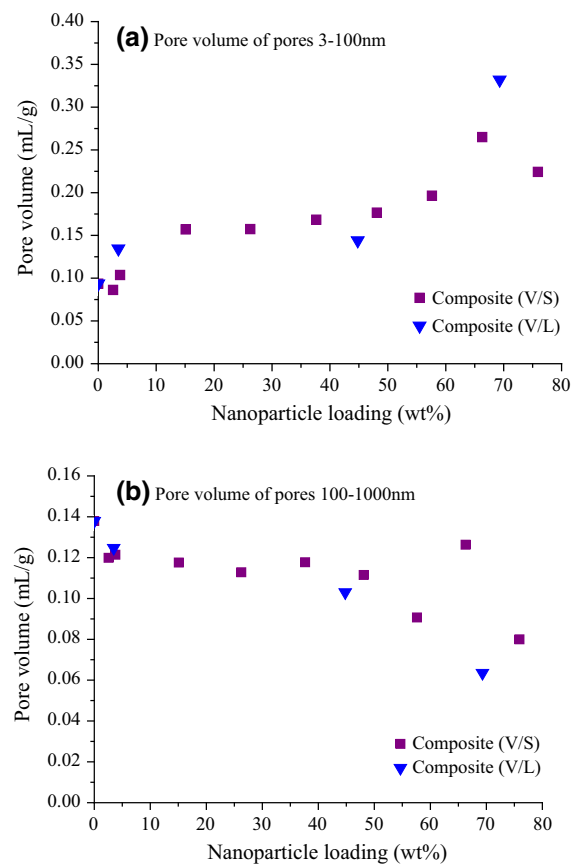 (a) Pore volume of pores 3-100nm
0.40
0.35
0.30
0.25
0.20
0.15
0.10
0.05
0.00
Pore volume (mL/g)
Composite (V/S)
Composite (V/L)
0 10 20 30 40 50 60 70 80
Nanoparticle loading (wt%)
(b) Pore volume of pores 100-1000nm
0.16
0.14
0.12
0.10
0.08
0.06
0.04
0.02
0.00
Pore volume (mL/g)
Composite (V/S)
Composite (V/L)
0 10 20 30 40 50 60 70 80
Nanoparticle loading (wt%)